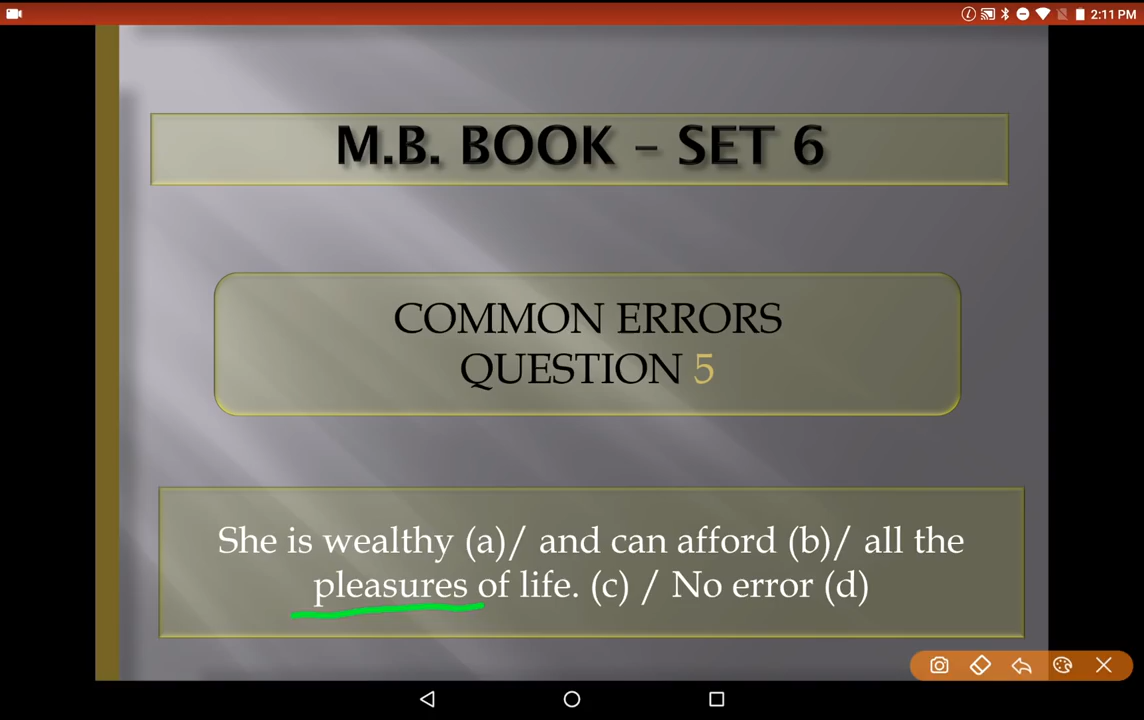 2:11 PM
M.B. BOOK – SET 6
COMMON ERRORS
QUESTION 5
She is wealthy (a)/ and can afford (b)/ all the
pleasures of life. (c) / No error (d)